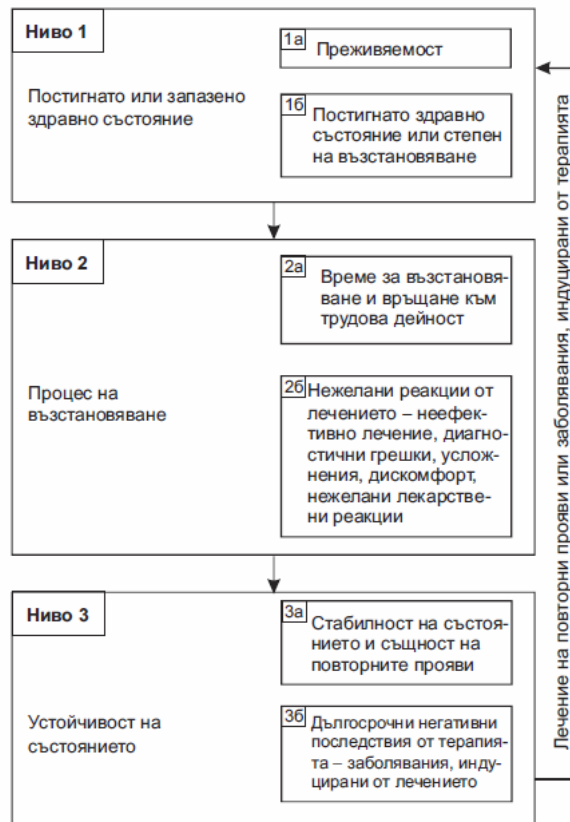 Ниво 1
Постигнато или запазено
здравно състояние
1а
Преживяемост
1б
Постигнато здравно
състояние или степен
на възстановяване
Ниво 2
Процес на
възстановяване
2а
Време за възстановя-
ване и връщане към
трудова дейност
2б
Нежелани реакции от
лечението – неефек-
тивно лечение, диагно-
стични грешки, услож-
нения, дискомфорт,
нежелани лекарстве-
ни реакции
Ниво 3
Устойчивост на
състоянието
3а
Стабилност на състоя-
нието и същност на
повторните прояви
3б
Дългосрочни негативни
последствия от терапия-
та – заболявания, инду-
цирани от лечението
Лечение на повторни прояви или заболявания, индуцирани от терапията